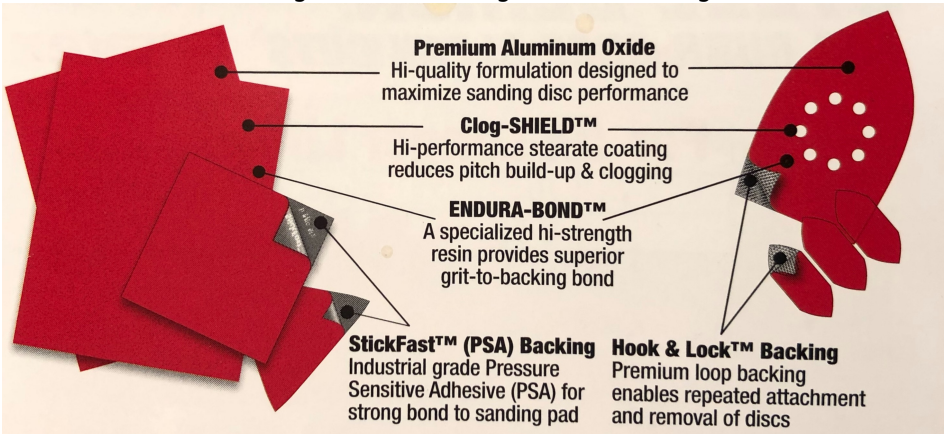 Premium Aluminum Oxide
Hi-quality formulation designed to
maximize sanding disc performance
Clog-SHIELD™
Hi-performance stearate coating
reduces pitch build-up & clogging
ENDURA-BOND™
A specialized hi-strength
resin provides superior
grit-to-backing bond
StickFast™ (PSA) Backing
Industrial grade Pressure
Sensitive Adhesive (PSA) for
strong bond to sanding pad
Hook & Lock™ Backing
Premium loop backing
enables repeated attachment
and removal of discs